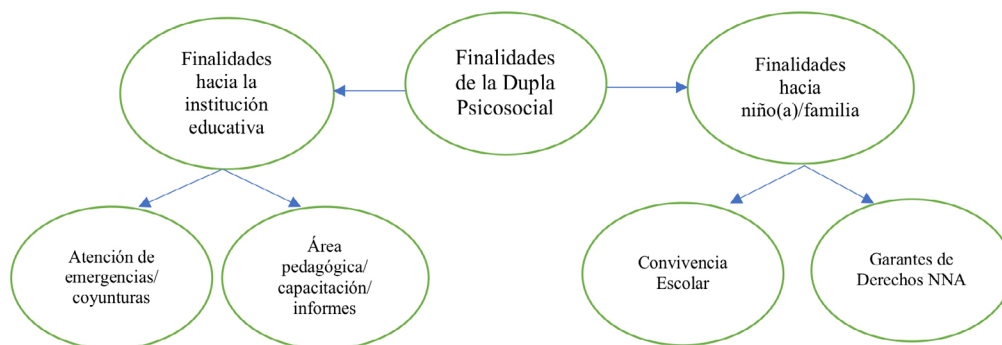 Finalidades
hacia la
institución
educativa
Finalidades
de la Dupla
Psicosocial
Finalidades
hacia
niño(a)/familia
Atención de
emergencias/
coyunturas
Área
pedagógica/
capacitación/
informes
Convivencia
Escolar
Garantes de
Derechos NNA